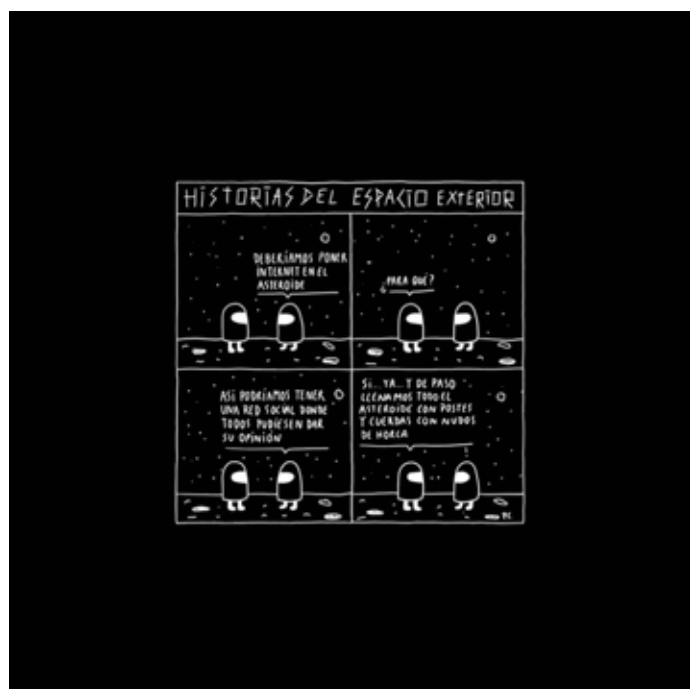 HISTORIAS DEL ESPACIO EXTERIOR
DEBERÍAMOS PONER
INTERNET EN EL
ASTEROIDE
¿PARA QUÉ?
ASÍ PODRÍAMOS TENER
UNA RED SOCIAL DONDE
TODOS PUDIESEN DAR
SU OPINIÓN
SI... YA... Y DE PASO
LLENAMOS TODO EL
ASTEROIDE CON POSTES
Y CUERDAS CON NUDOS
DE HORCA
!